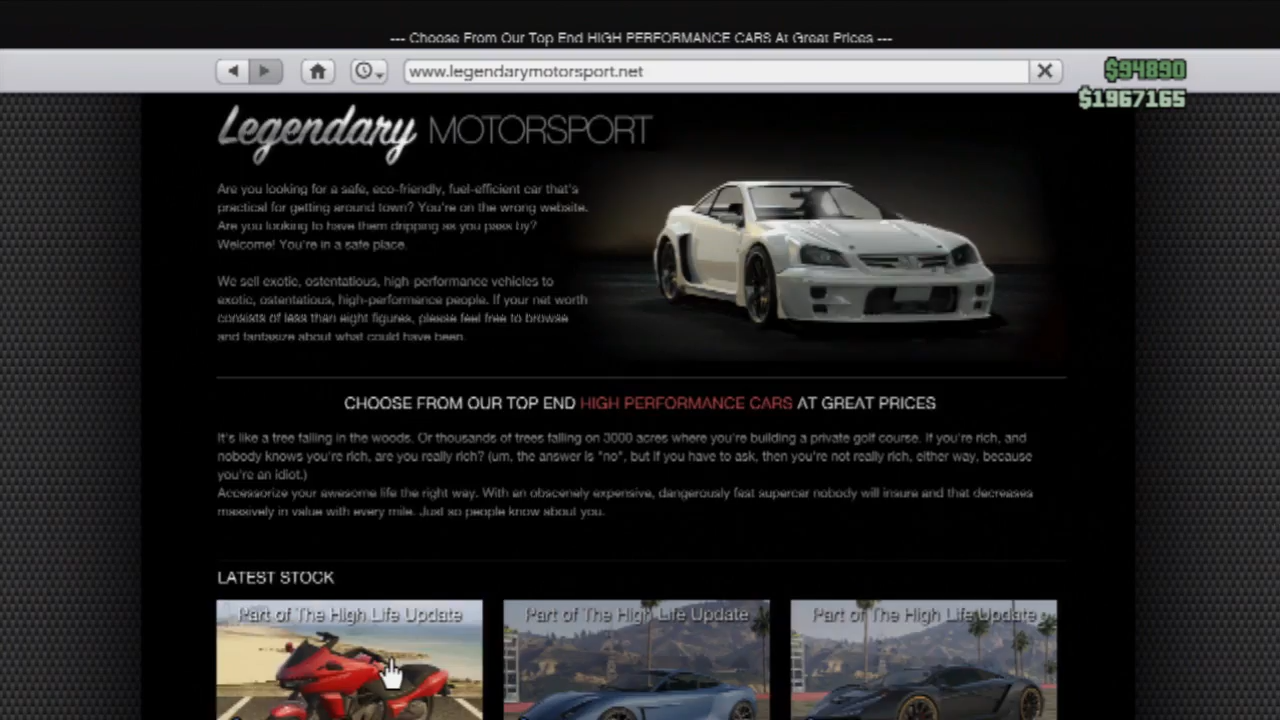 --- Choose From Our Top End HIGH PERFORMANCE CARS At Great Prices ---
www.legendarymotorsport.net
$94890
$1967165
Legendary MOTORSPORT
Are you looking for a safe, eco-friendly, fuel-efficient car that's
practical for getting around town? You're on the wrong website.
Are you looking to have them dripping as you pass by?
Welcome! You're in a safe place.
We sell exotic, ostentatious, high-performance vehicles to
exotic, ostentatious, high-performance people. If your net worth
consists of less than eight figures, please feel free to browse
and fantasize about what could have been.
CHOOSE FROM OUR TOP END HIGH PERFORMANCE CARS AT GREAT PRICES
It's like a tree falling in the woods. Or thousands of trees falling on 3000 acres where you're building a private golf course. If you're rich, and
nobody knows you're rich, are you really rich? (um, the answer is "no", but if you have to ask, then you're not really rich, either way, because
you're an idiot.)
Accessorize your awesome life the right way. With an obscenely expensive, dangerously fast supercar nobody will insure and that decreases
massively in value with every mile. Just so people know about you.
LATEST STOCK
Part of The High Life Update
Part of The High Life Update
Part of The High Life Update